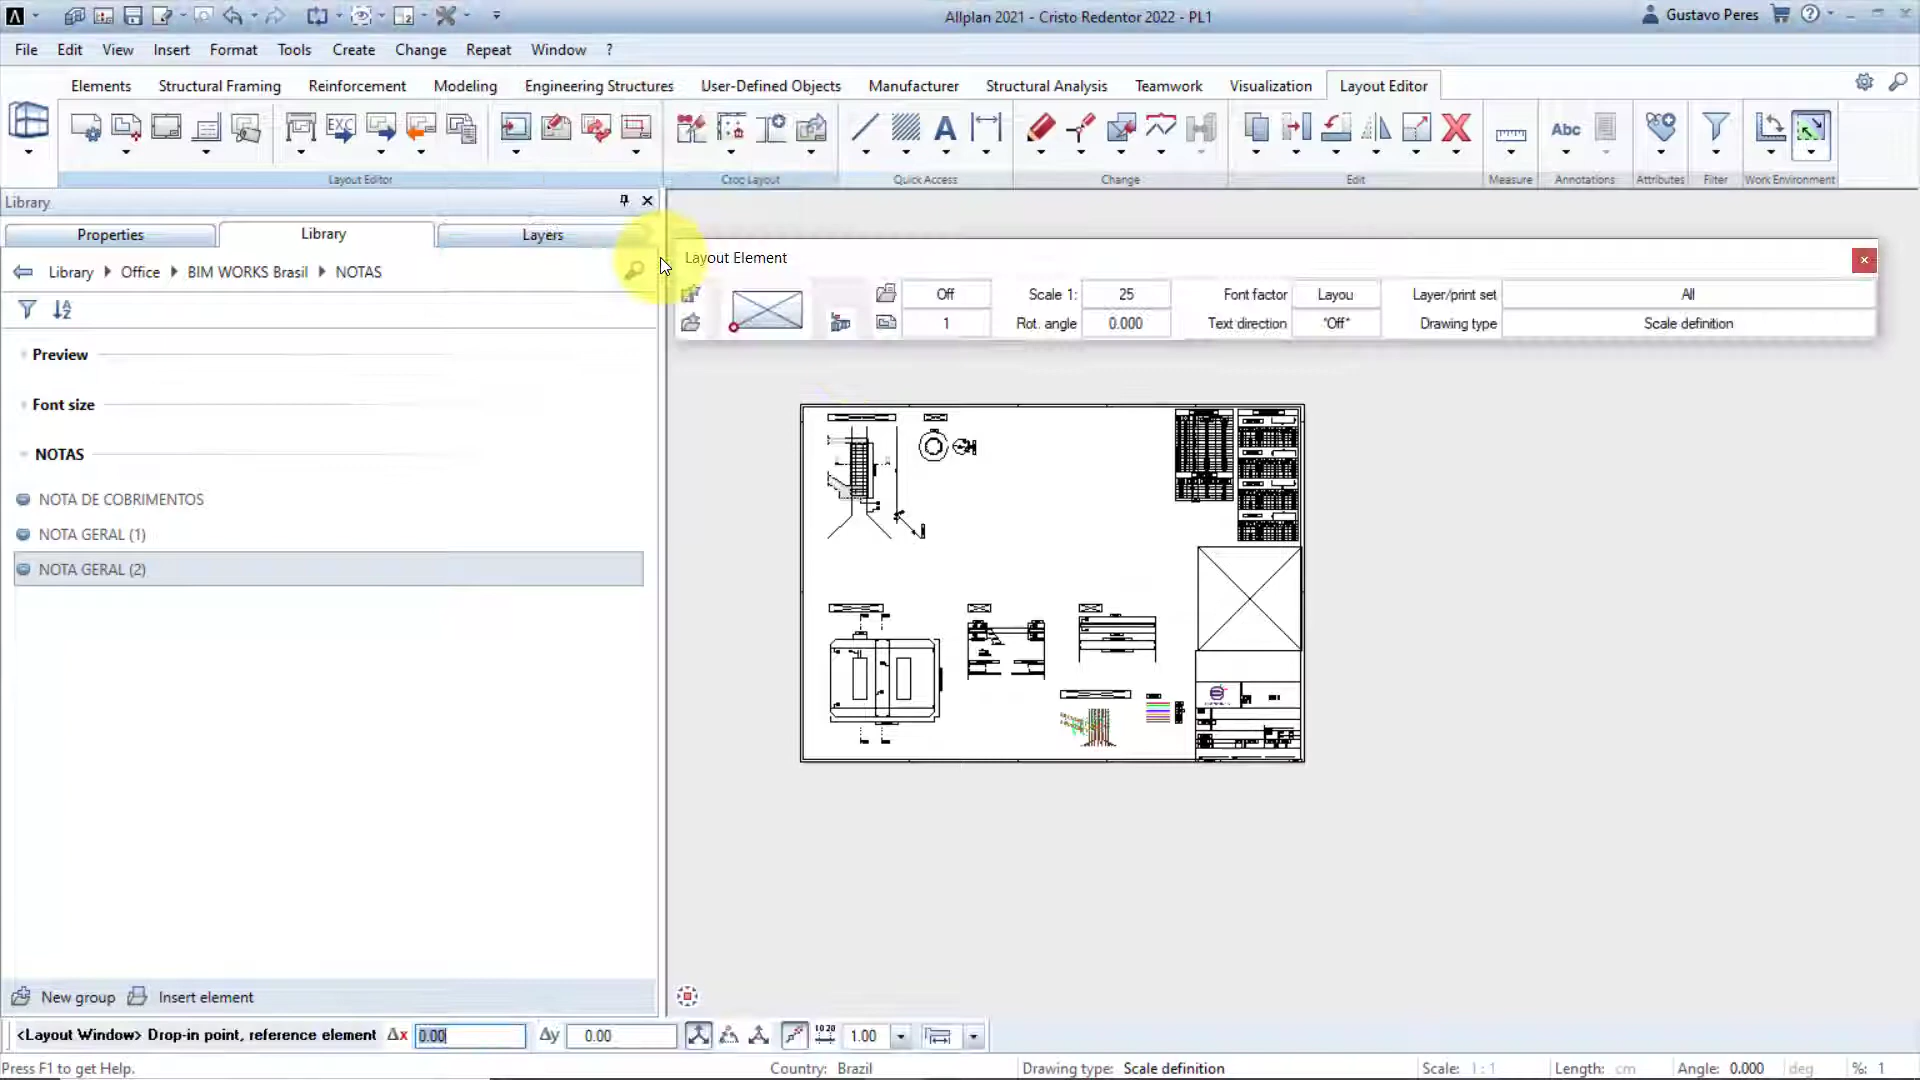 Allplan 2021 - Cristo Redentor 2022 - PL1
Gustavo Peres
File Edit View Insert Format Tools Create Change Repeat Window ?
Elements Structural Framing Reinforcement Modeling Engineering Structures User-Defined Objects Manufacturer Structural Analysis Teamwork Visualization Layout Editor
EXC
A
Abc
Layout Editor Crop Layout Quick Access Change Edit Measure Annotations Attributes Filter Work Environment
Library
Properties Library Layers
Library Office BIM WORKS Brasil NOTAS
Preview
Font size
NOTAS
NOTA DE COBRIMENTOS
NOTA GERAL (1)
NOTA GERAL (2)
New group Insert element
Layout Element
Off Scale 1: 25 Font factor Layou Layer/print set All
1 Rot. angle 0.000 Text direction "Off" Drawing type Scale definition
<Layout Window> Drop-in point, reference element Δx 0.00 Δy 0.00 1.00
Press F1 to get Help. Country: Brazil Drawing type: Scale definition Scale: 1 : 1 Length: cm Angle: 0.000 deg %: 1